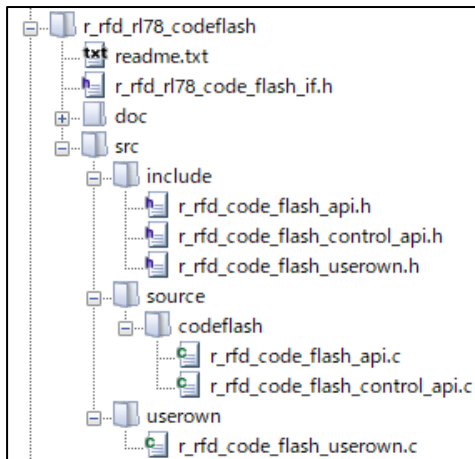 r_rfd_rl78_codeflash
txt readme.txt
h r_rfd_rl78_code_flash_if.h
doc
src
include
h r_rfd_code_flash_api.h
h r_rfd_code_flash_control_api.h
h r_rfd_code_flash_userown.h
source
codeflash
c r_rfd_code_flash_api.c
c r_rfd_code_flash_control_api.c
userown
c r_rfd_code_flash_userown.c